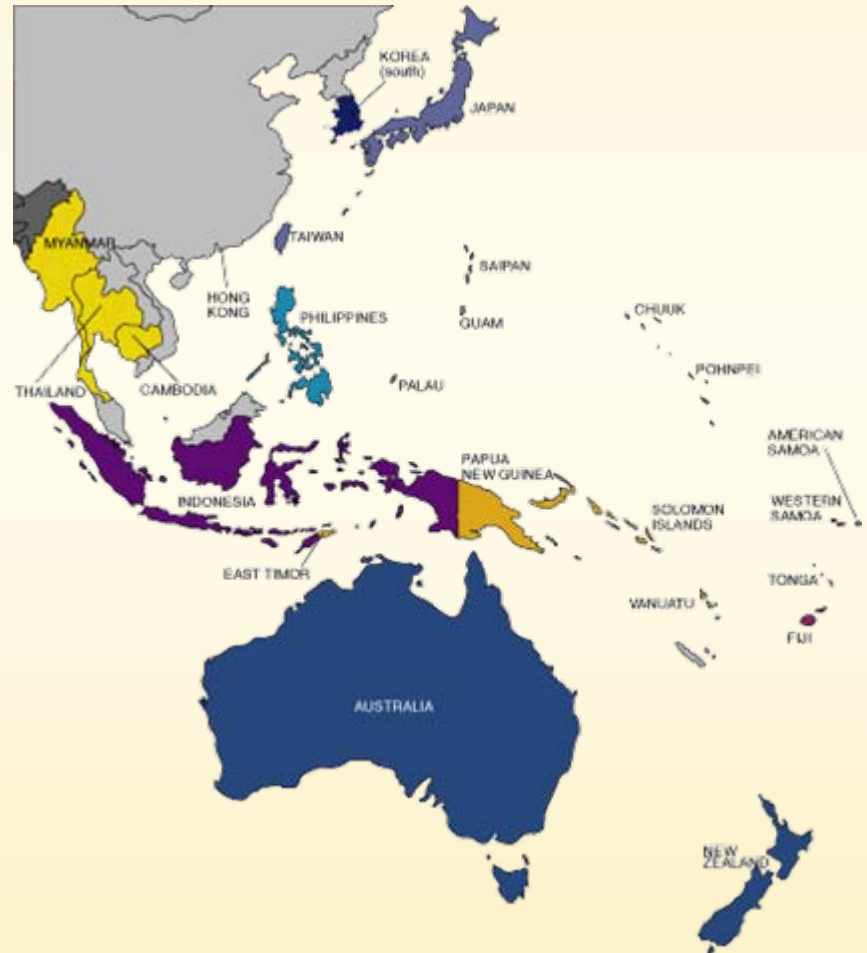 KOREA
(south)
JAPAN
MYANMAR
TAIWAN
SAIPAN
HONG
KONG
PHILIPPINES
GUAM
CHUUK
THAILAND
CAMBODIA
PALAU
POHNPEI
AMERICAN
SAMOA
PAPUA
NEW GUINEA
INDONESIA
SOLOMON
ISLANDS
WESTERN
SAMOA
EAST TIMOR
TONGA
VANUATU
FIJI
AUSTRALIA
NEW
ZEALAND